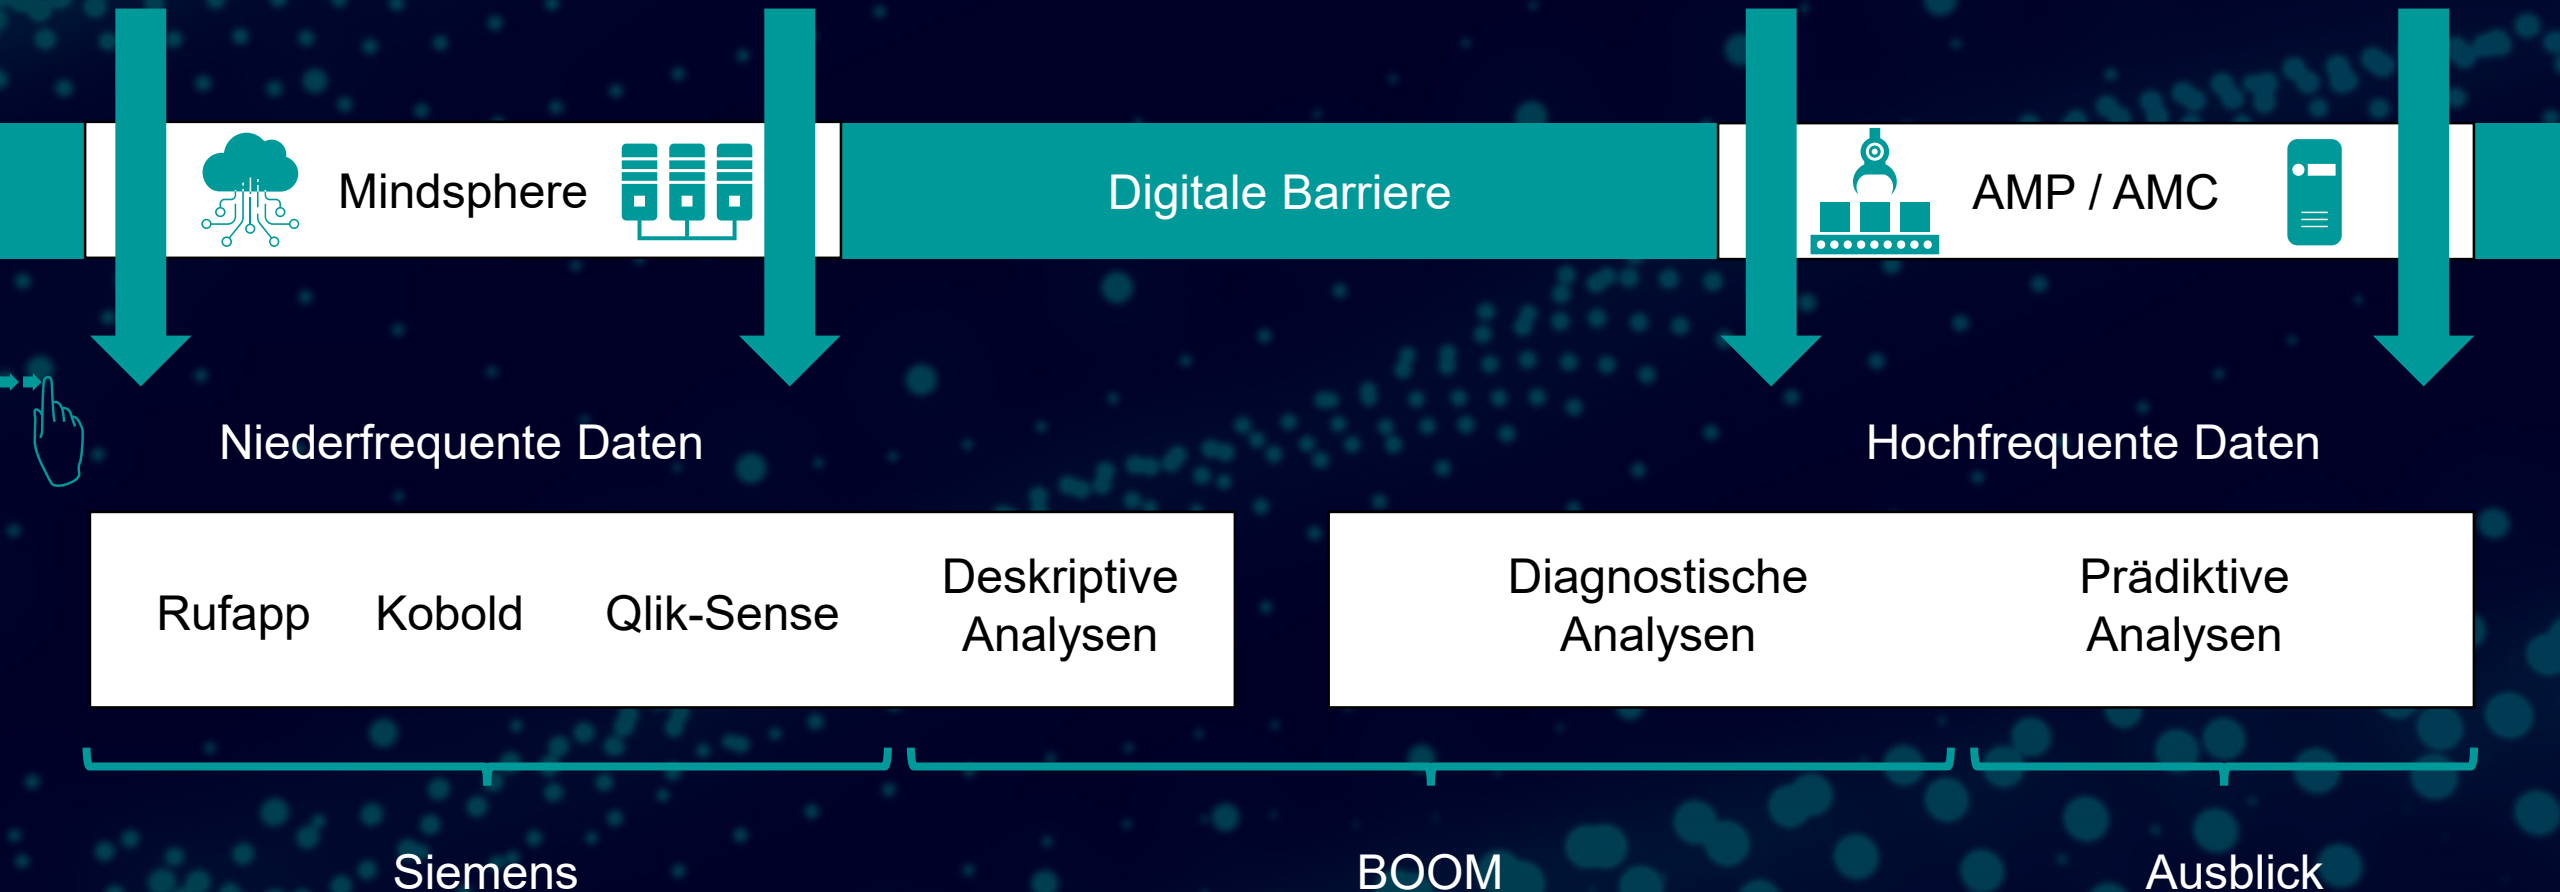 Mindsphere
Digitale Barriere
AMP / AMC
Niederfrequente Daten
Hochfrequente Daten
Rufapp
Kobold
Qlik-Sense
Deskriptive
Analysen
Diagnostische
Analysen
Prädiktive
Analysen
Siemens
BOOM
Ausblick